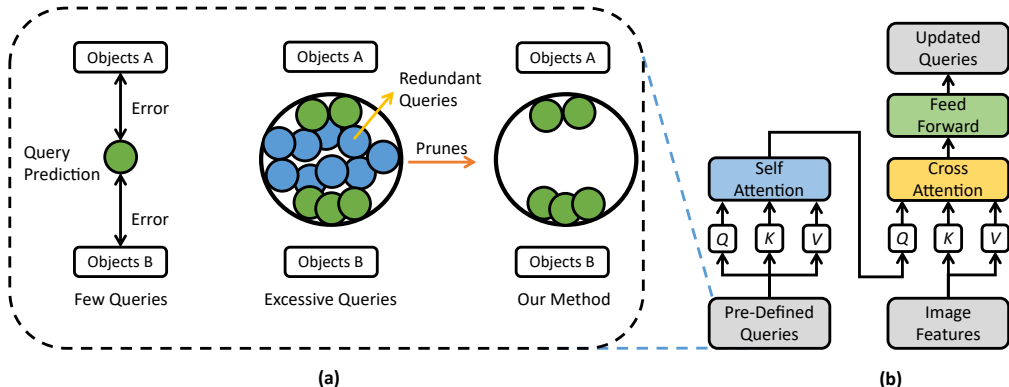 Objects A
Error
Query
Prediction
Error
Objects B
Few Queries
Objects A
Redundant
Queries
Prunes
Objects B
Excessive Queries
Objects A
Objects B
Our Method
(a)
Updated
Queries
Feed
Forward
Self
Attention
Cross
Attention
Q
K
V
Q
K
V
Pre-Defined
Queries
Image
Features
(b)